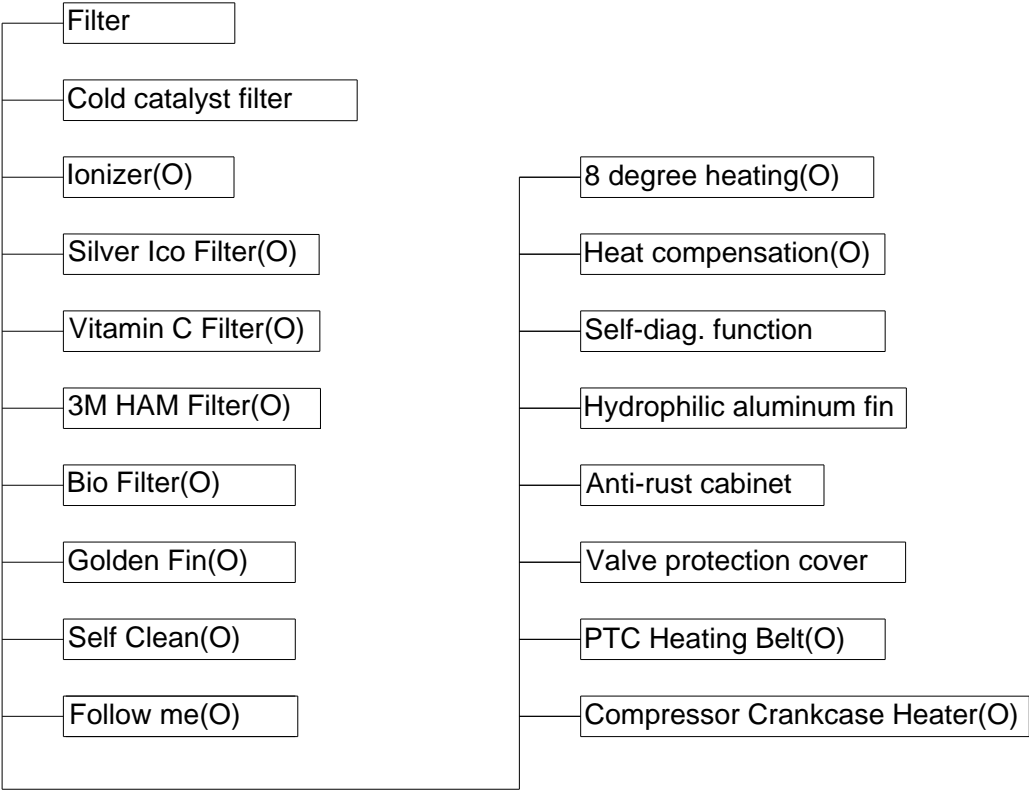 Filter
Cold catalyst filter
Ionizer(O)
Silver Ico Filter(O)
Vitamin C Filter(O)
3M HAM Filter(O)
Bio Filter(O)
Golden Fin(O)
Self Clean(O)
Follow me(O)
8 degree heating(O)
Heat compensation(O)
Self-diag. function
Hydrophilic aluminum fin
Anti-rust cabinet
Valve protection cover
PTC Heating Belt(O)
Compressor Crankcase Heater(O)